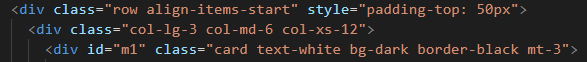 <div class="row align-items-start" style="padding-top: 50px">
<div class="col-lg-3 col-md-6 col-xs-12">
<div id="m1" class="card text-white bg-dark border-black mt-3">